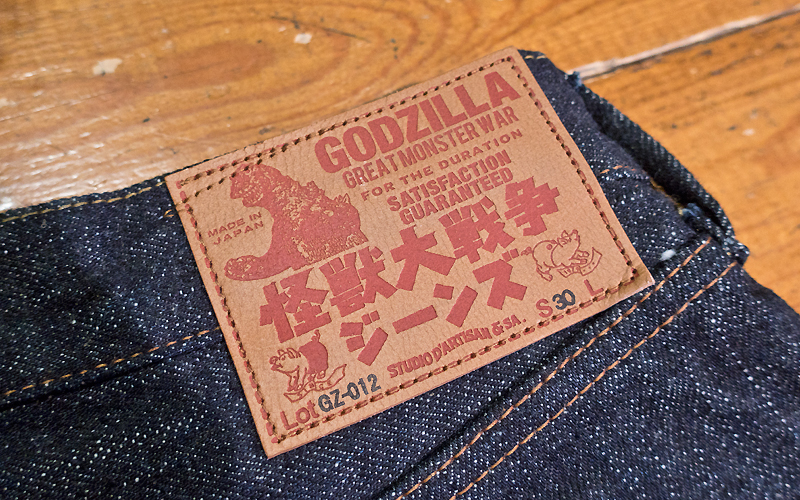 GODZILLA
GREAT MONSTER WAR
FOR THE DURATION
SATISFACTION
GUARANTEED
MADE IN
JAPAN
怪獣大戦争
ジーンズ
STUDIO D'ARTISAN & SA.
S 30 L
Lot GZ-012